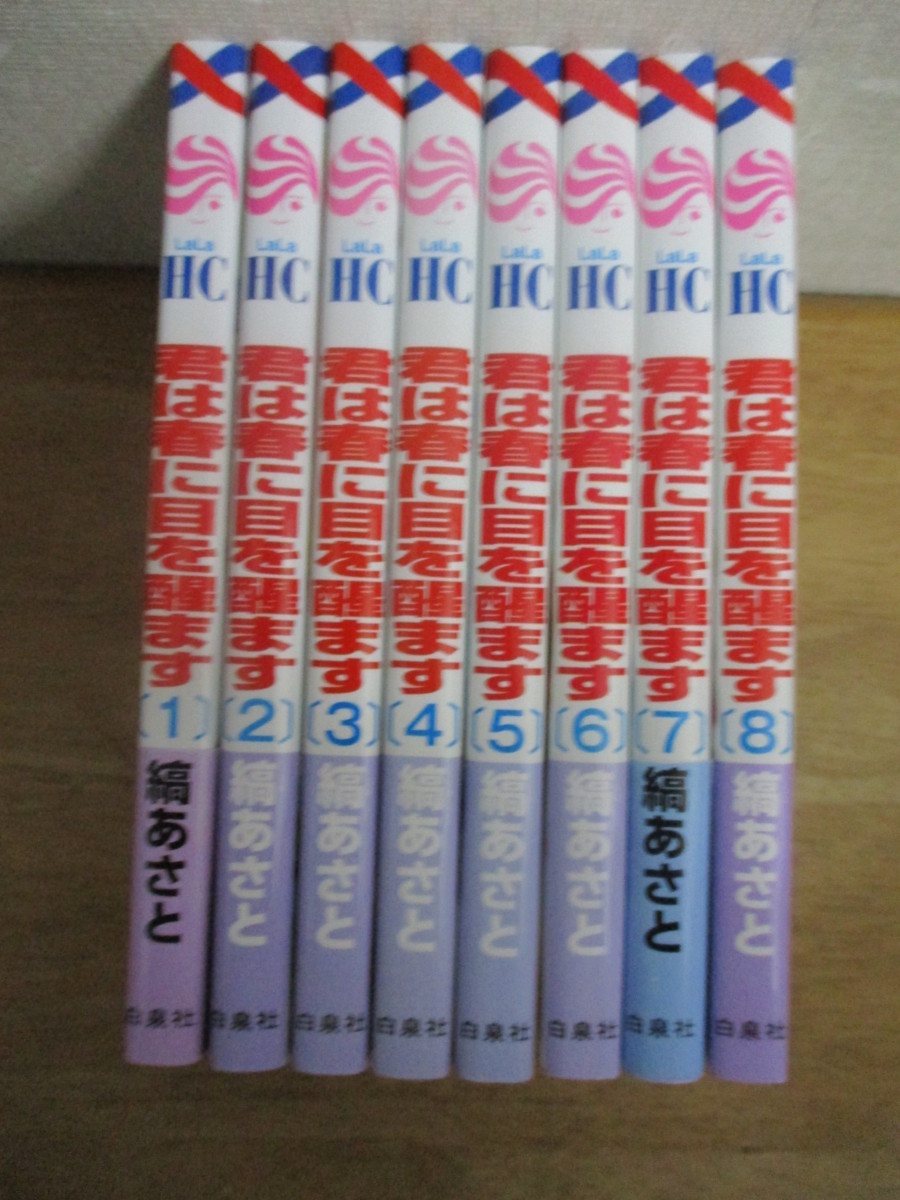 LaLa
HC
君は春に目を醒ます
〔1〕
縞あさと
白泉社
LaLa
HC
君は春に目を醒ます
〔2〕
縞あさと
白泉社
LaLa
HC
君は春に目を醒ます
〔3〕
縞あさと
白泉社
LaLa
HC
君は春に目を醒ます
〔4〕
縞あさと
白泉社
LaLa
HC
君は春に目を醒ます
〔5〕
縞あさと
白泉社
LaLa
HC
君は春に目を醒ます
〔6〕
縞あさと
白泉社
LaLa
HC
君は春に目を醒ます
〔7〕
縞あさと
白泉社
LaLa
HC
君は春に目を醒ます
〔8〕
縞あさと
白泉社